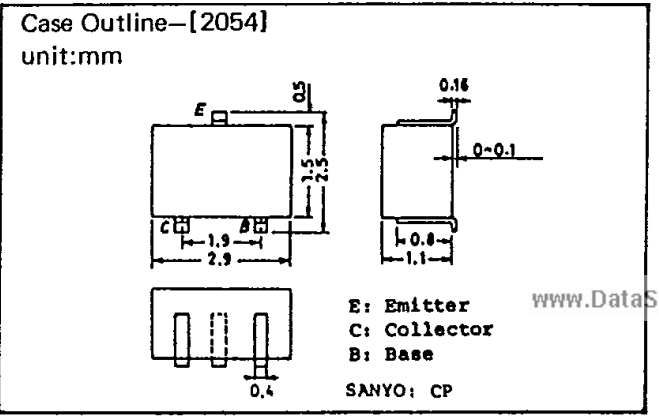 Case Outline–[2054]
unit:mm
E
0.5
1.5
2.5
C
B
1.9
2.9
0.16
0~0.1
0.8
1.1
0.4
E: Emitter
C: Collector
B: Base
SANYO: CP
www.DataS